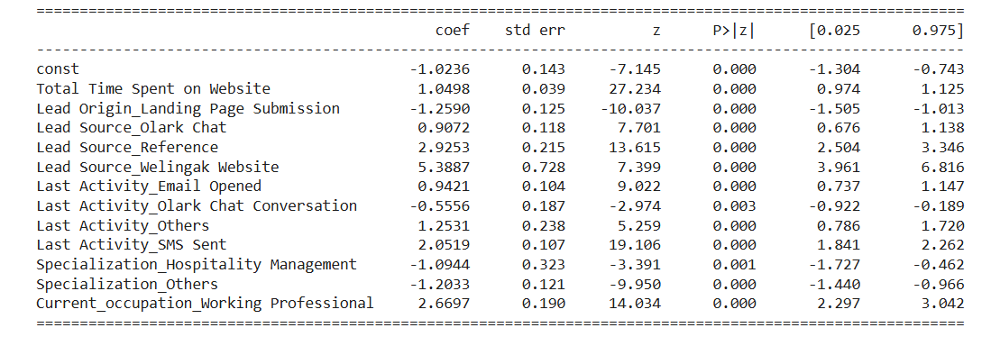 ==============================================================================================================
coef std err z P>|z| [0.025 0.975]
--------------------------------------------------------------------------------------------------------------
const -1.0236 0.143 -7.145 0.000 -1.304 -0.743
Total Time Spent on Website 1.0498 0.039 27.234 0.000 0.974 1.125
Lead Origin_Landing Page Submission -1.2590 0.125 -10.037 0.000 -1.505 -1.013
Lead Source_Olark Chat 0.9072 0.118 7.701 0.000 0.676 1.138
Lead Source_Reference 2.9253 0.215 13.615 0.000 2.504 3.346
Lead Source_Welingak Website 5.3887 0.728 7.399 0.000 3.961 6.816
Last Activity_Email Opened 0.9421 0.104 9.022 0.000 0.737 1.147
Last Activity_Olark Chat Conversation -0.5556 0.187 -2.974 0.003 -0.922 -0.189
Last Activity_Others 1.2531 0.238 5.259 0.000 0.786 1.720
Last Activity_SMS Sent 2.0519 0.107 19.106 0.000 1.841 2.262
Specialization_Hospitality Management -1.0944 0.323 -3.391 0.001 -1.727 -0.462
Specialization_Others -1.2033 0.121 -9.950 0.000 -1.440 -0.966
Current_occupation_Working Professional 2.6697 0.190 14.034 0.000 2.297 3.042
==============================================================================================================